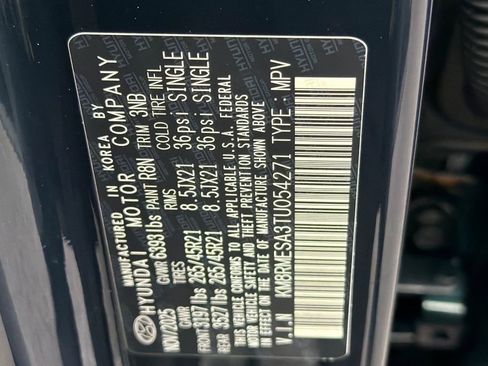 MANUFACTURED IN KOREA BY
HYUNDAI MOTOR COMPANY
NOV/2025 GVWR 6393lbs PAINT R8N TRIM 3NB
GAWR TIRES RIMS COLD TIRE INFL
FRONT 3197lbs 265/45R21 8.5JX21 36psi SINGLE
REAR 3627lbs 265/45R21 8.5JX21 36psi SINGLE
THIS VEHICLE CONFORMS TO ALL APPLICABLE U.S.A. FEDERAL
MOTOR VEHICLE SAFETY AND THEFT PREVENTION STANDARDS
IN EFFECT ON THE DATE OF MANUFACTURE SHOWN ABOVE.
V.I.N KM8RMESA3TU054271 TYPE: MPV